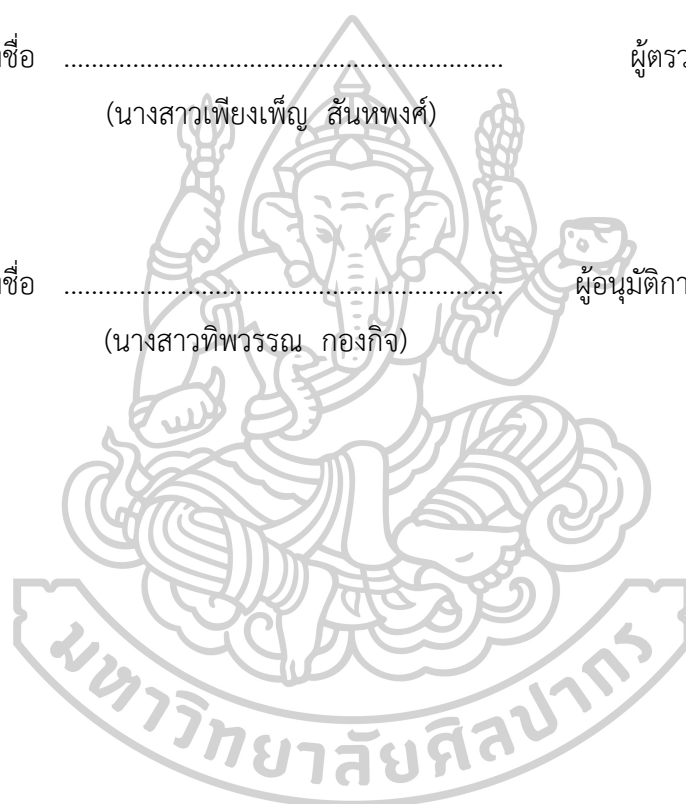 ชื่อ ................................................................ ผู้ตรว
(นางสาวเพียงเพ็ญ สันหพงศ์)
ชื่อ ................................................................ ผู้อนุมัติกา
(นางสาวทิพวรรณ กองกิจ)
มหาวิทยาลัยศิลปากร